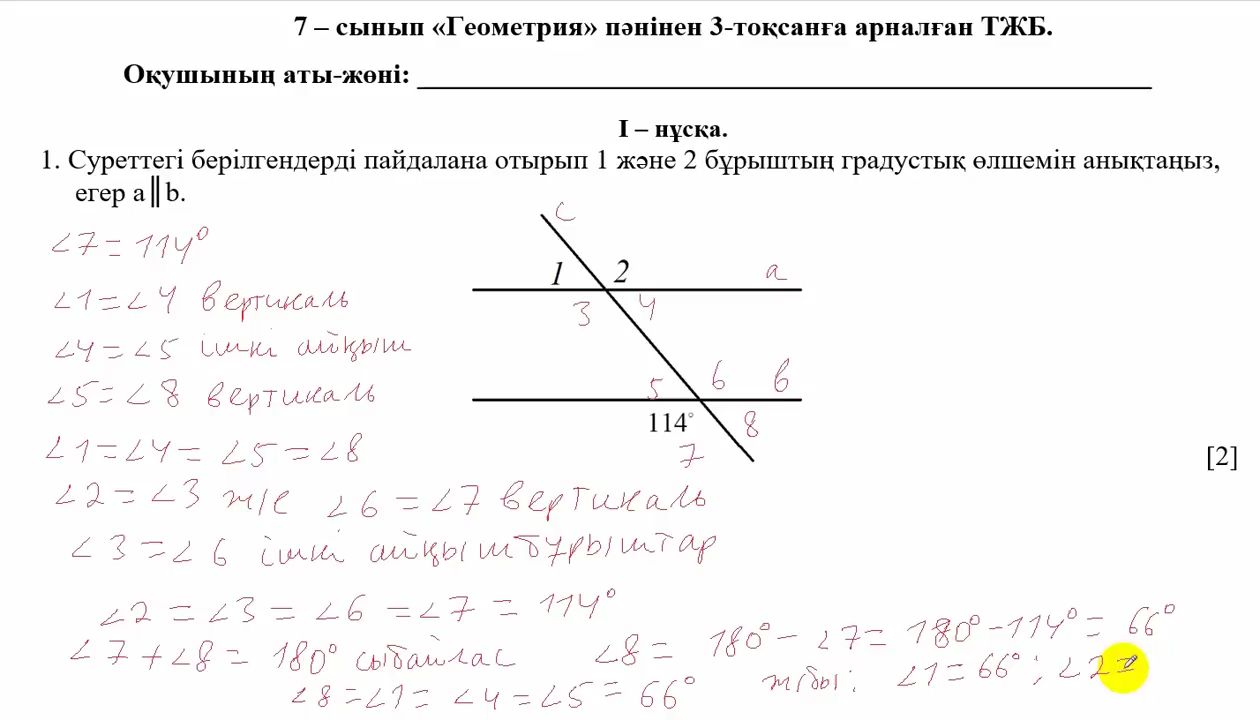 7 – сынып «Геометрия» пәнінен 3-тоқсанға арналған ТЖБ.
Оқушының аты-жөні: ____________________
I – нұсқа.
1. Суреттегі берілгендерді пайдалана отырып 1 және 2 бұрыштың градустық өлшемін анықтаңыз,
егер a∥b.
c
∠7 = 114°
1 2 a
∠1 = ∠4 вертикаль
3 4
∠4 = ∠5 ішкі айқыш
5 6 в
∠5 = ∠8 вертикаль
114° 8
7
∠1 = ∠4 = ∠5 = ∠8
[2]
∠2 = ∠3 ж/е ∠6 = ∠7 вертикаль
∠3 = ∠6 ішкі айқыш бұрыштар
∠2 = ∠3 = ∠6 = ∠7 = 114°
∠7 + ∠8 = 180° сыбайлас ∠8 = 180° – ∠7 = 180° – 114° = 66°
∠8 = ∠1 = ∠4 = ∠5 = 66° ж/бы: ∠1 = 66°; ∠2 =